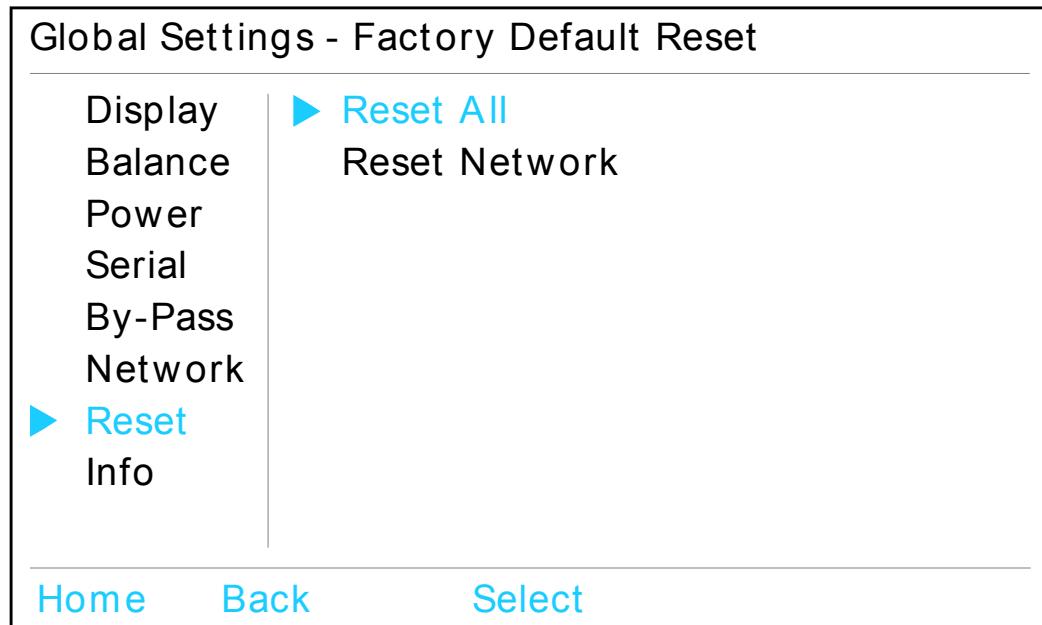 Global Settings - Factory Default Reset
Display
Balance
Power
Serial
By-Pass
Network
Reset
Info
Reset All
Reset Network
Home Back Select